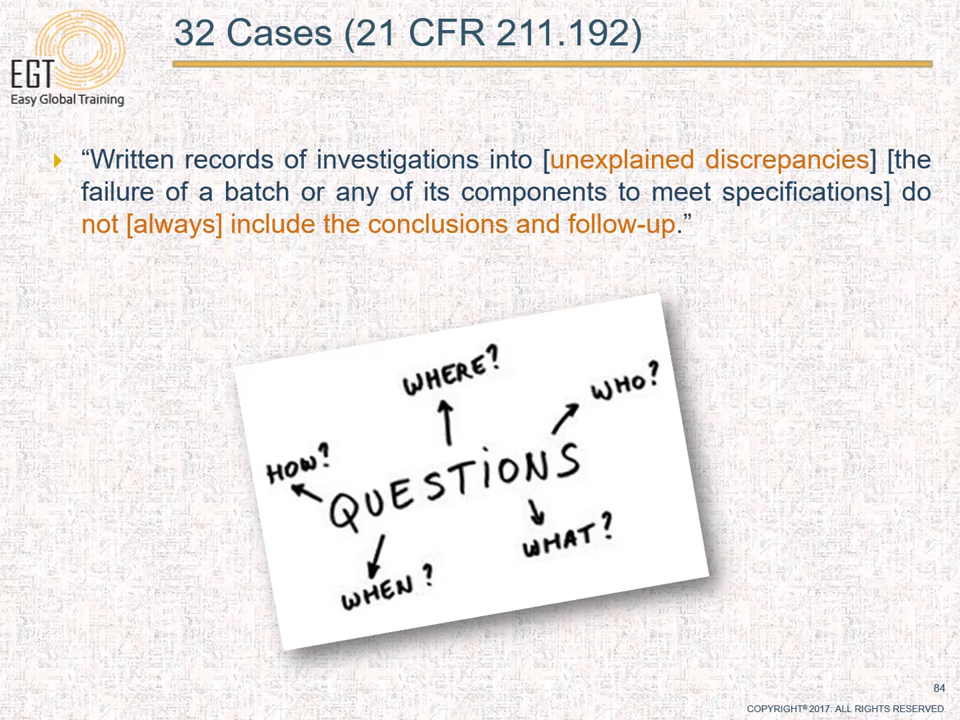 32 Cases (21 CFR 211.192)
EGT
Easy Global Training
“Written records of investigations into [unexplained discrepancies] [the
failure of a batch or any of its components to meet specifications] do
not [always] include the conclusions and follow-up.”
WHERE?
WHO?
HOW?
QUESTIONS
WHAT?
WHEN?
84
COPYRIGHT® 2017. ALL RIGHTS RESERVED.